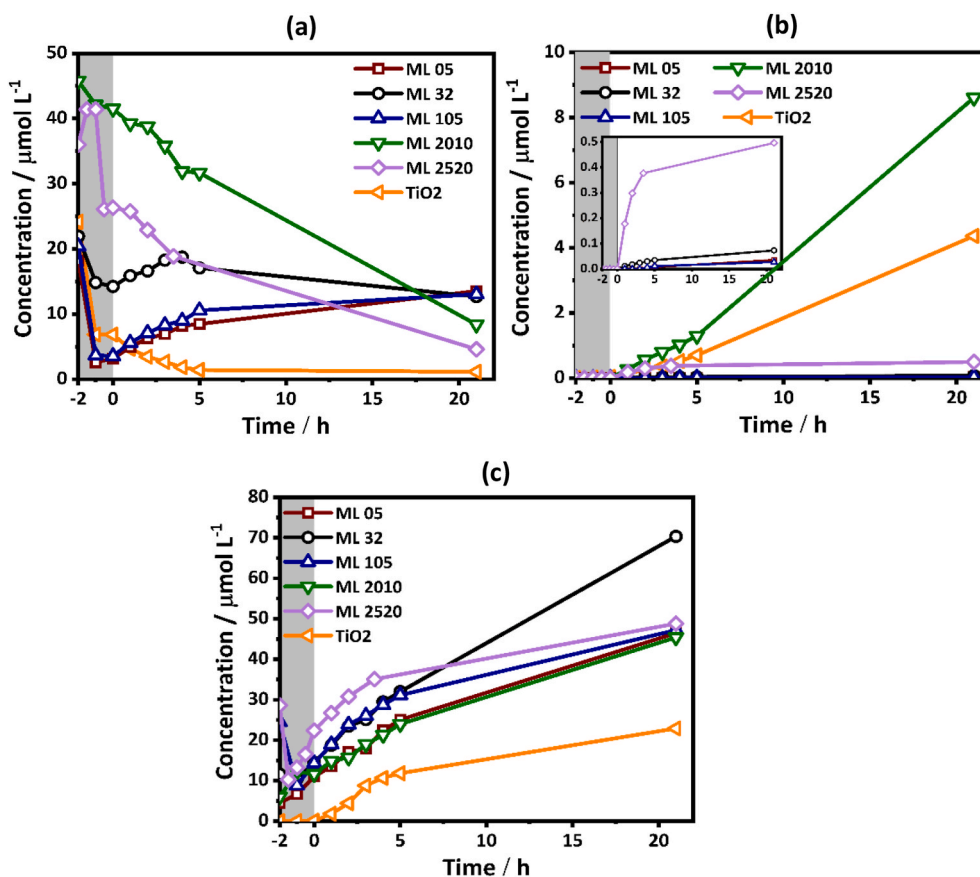 (a)
Concentration / μmol L⁻¹
50
40
30
20
10
0
ML 05
ML 32
ML 105
ML 2010
ML 2520
TiO2
-2 0 5 10 15 20
Time / h
(b)
Concentration / μmol L⁻¹
10
8
6
4
2
0
ML 05 ML 2010
ML 32 ML 2520
ML 105 TiO2
0.5
0.4
0.3
0.2
0.1
0.0
-2 0 5 10 15 20
-2 0 5 10 15 20
Time / h
(c)
Concentration / μmol L⁻¹
80
70
60
50
40
30
20
10
0
ML 05
ML 32
ML 105
ML 2010
ML 2520
TiO2
-2 0 5 10 15 20
Time / h